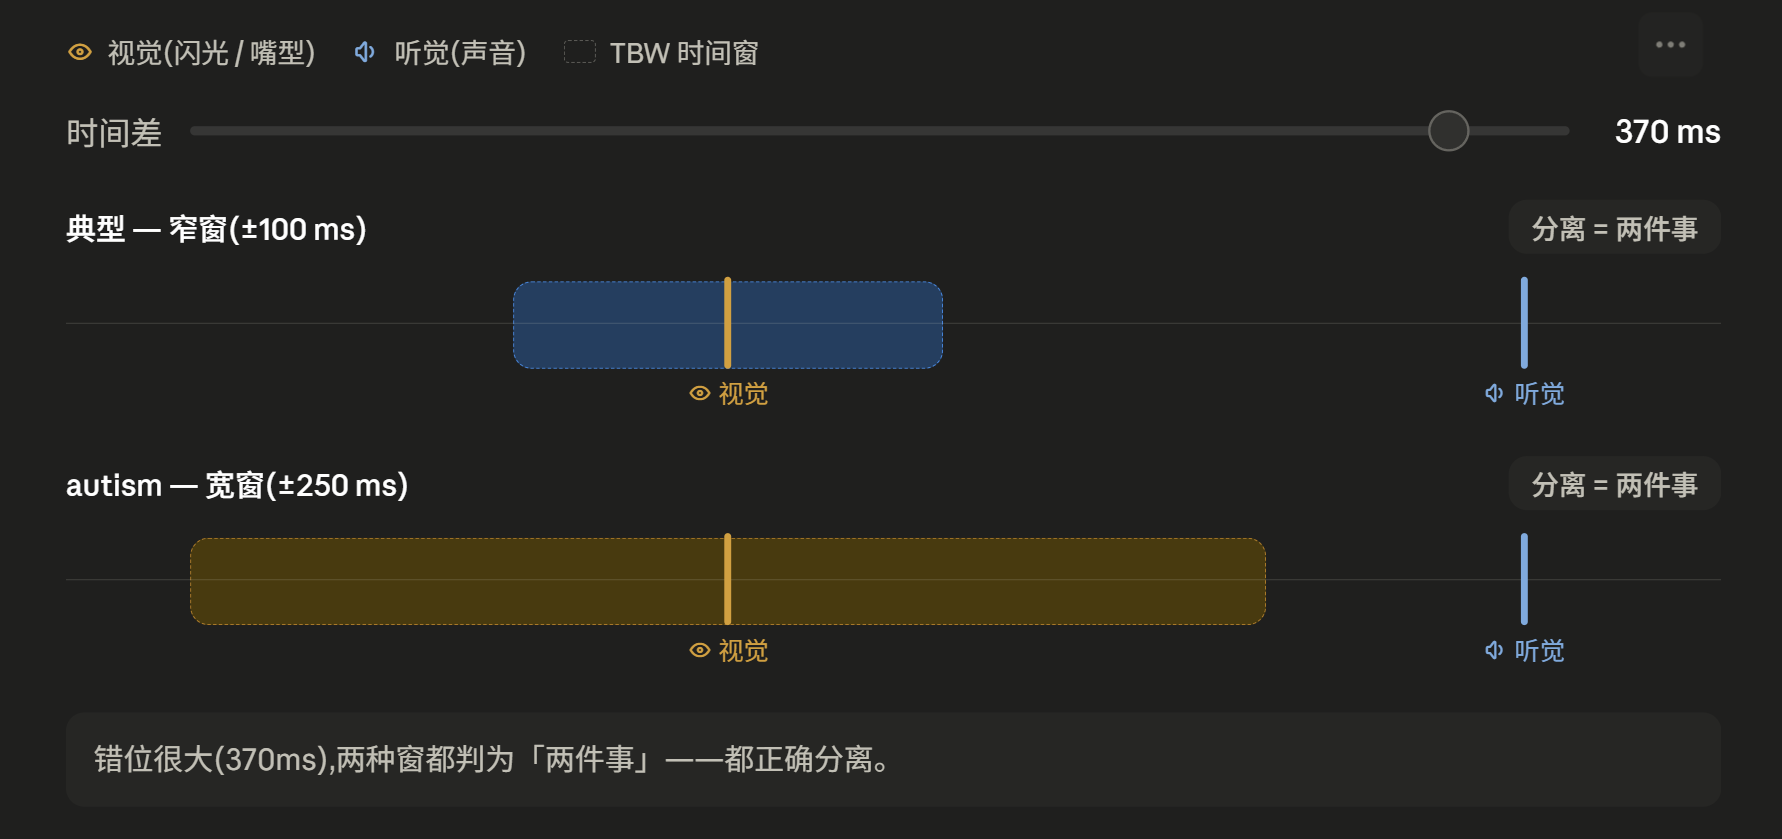 视觉(闪光 / 嘴型) 听觉(声音) TBW 时间窗
时间差 370 ms
典型 — 窄窗(±100 ms) 分离 = 两件事
视觉 听觉
autism — 宽窗(±250 ms) 分离 = 两件事
视觉 听觉
错位很大(370ms),两种窗都判为「两件事」——都正确分离。